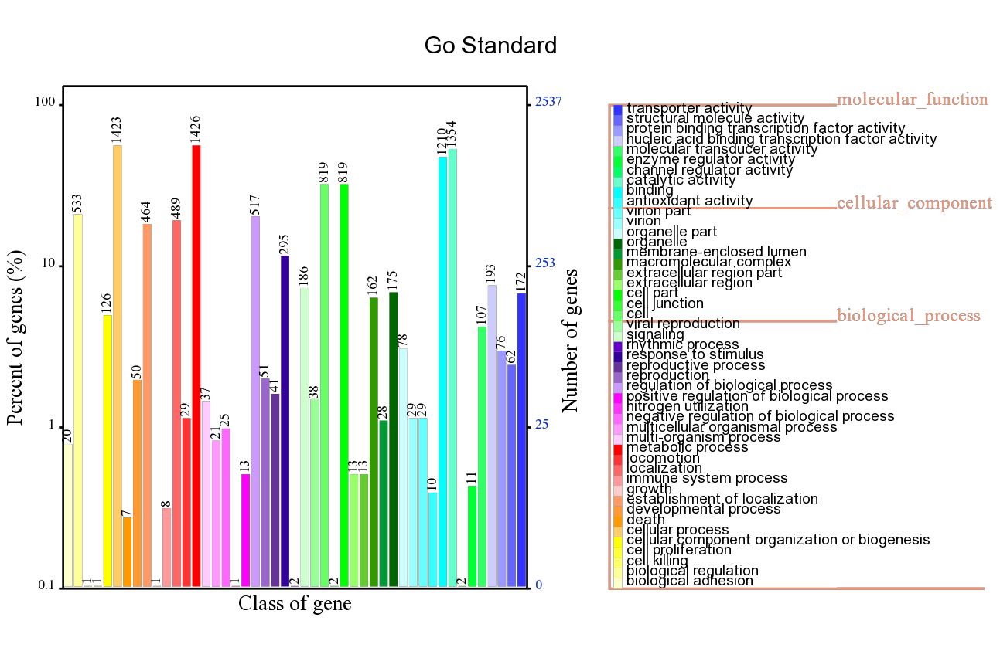 Go Standard
100
10
1
0.1
Percent of genes (%)
20
533
1
1
126
1423
7
50
464
1
8
489
29
1426
37
21
25
1
13
517
51
41
295
2
186
38
819
2
819
13
13
162
28
175
78
29
29
10
1210
1354
2
11
107
193
76
62
172
2537
253
25
0
Number of genes
Class of gene
molecular_function
transporter activity
structural molecule activity
protein binding transcription factor activity
nucleic acid binding transcription factor activity
molecular transducer activity
enzyme regulator activity
channel regulator activity
catalytic activity
binding
antioxidant activity
cellular_component
virion part
virion
organelle part
organelle
membrane-enclosed lumen
macromolecular complex
extracellular region part
extracellular region
cell part
cell junction
cell
biological_process
viral reproduction
signaling
rhythmic process
response to stimulus
reproductive process
reproduction
regulation of biological process
positive regulation of biological process
nitrogen utilization
negative regulation of biological process
multicellular organismal process
multi-organism process
metabolic process
locomotion
localization
immune system process
growth
establishment of localization
developmental process
death
cellular process
cellular component organization or biogenesis
cell proliferation
cell killing
biological regulation
biological adhesion